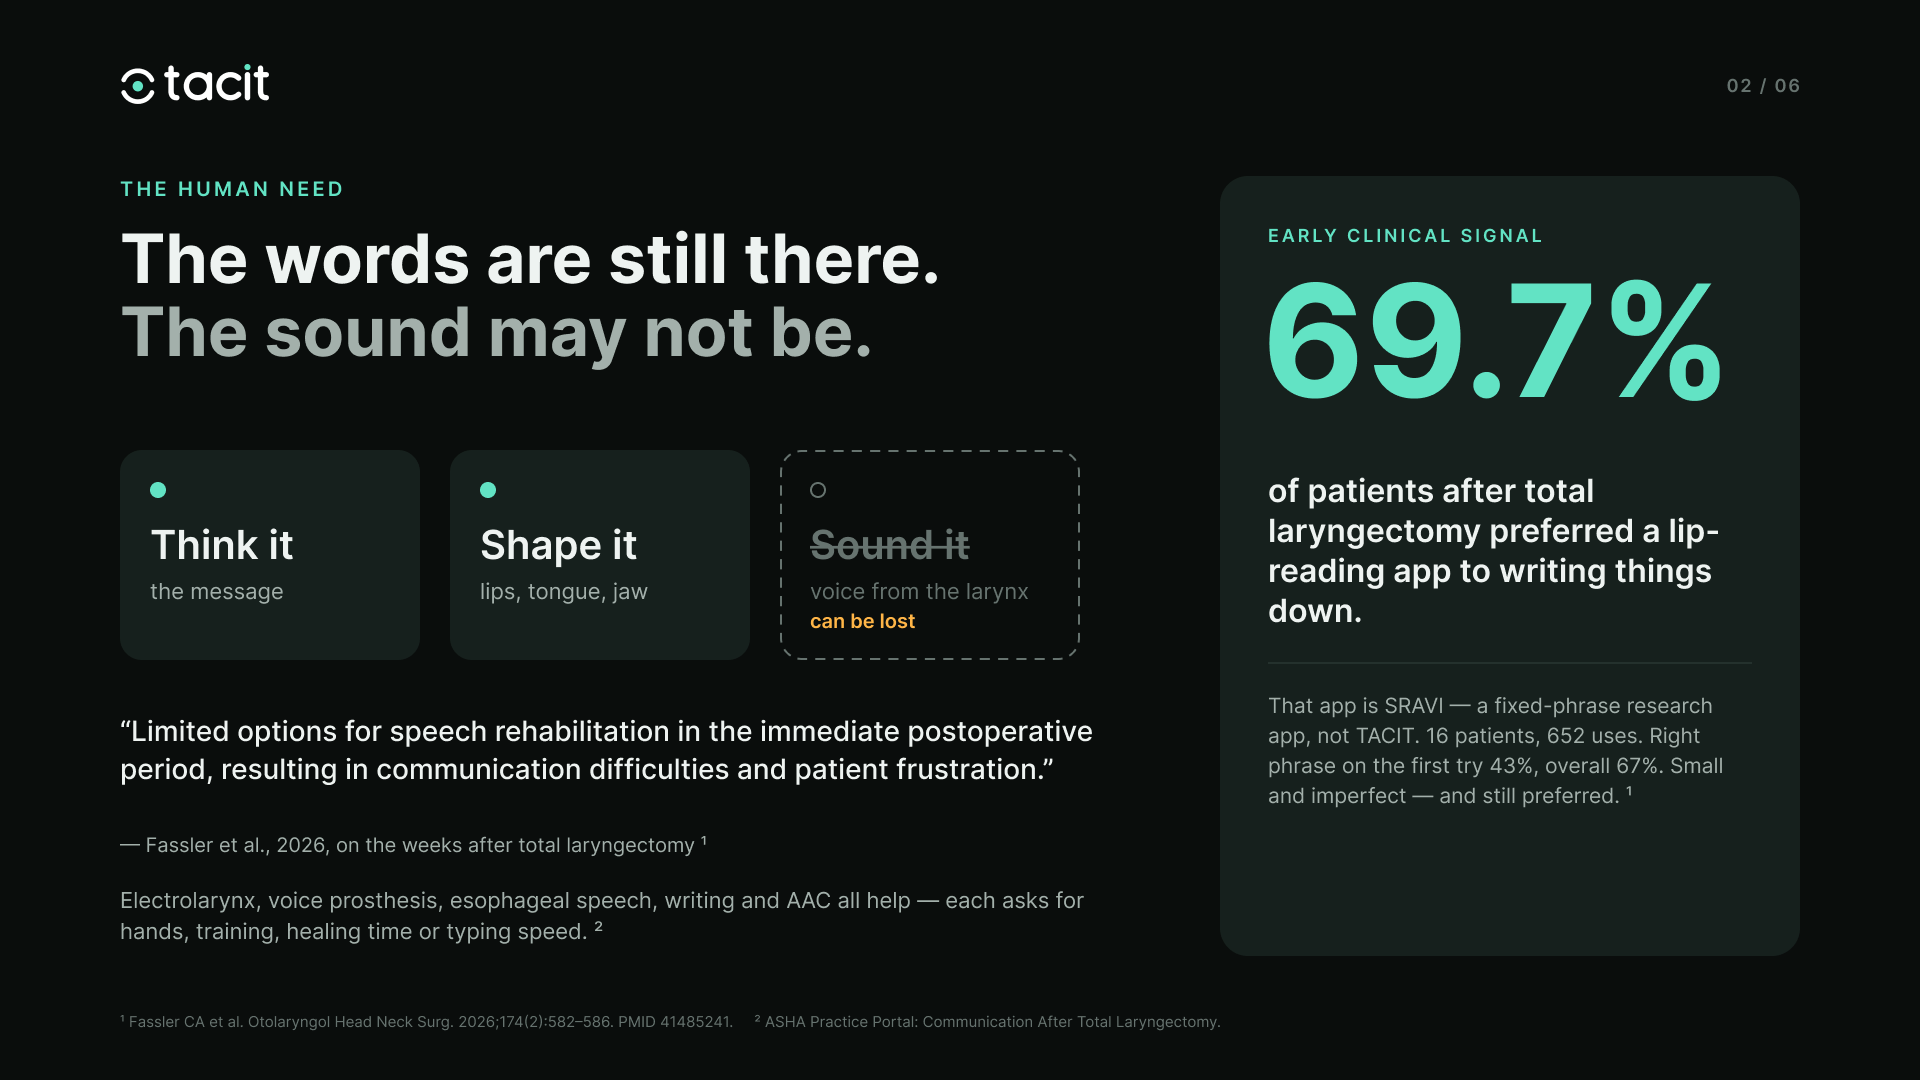 tacit
02 / 06
THE HUMAN NEED
The words are still there.
The sound may not be.
Think it
the message
Shape it
lips, tongue, jaw
Sound it
voice from the larynx
can be lost
“Limited options for speech rehabilitation in the immediate postoperative
period, resulting in communication difficulties and patient frustration.”
— Fassler et al., 2026, on the weeks after total laryngectomy ¹
Electrolarynx, voice prosthesis, esophageal speech, writing and AAC all help — each asks for
hands, training, healing time or typing speed. ²
EARLY CLINICAL SIGNAL
69.7%
of patients after total
laryngectomy preferred a lip-
reading app to writing things
down.
That app is SRAVI — a fixed-phrase research
app, not TACIT. 16 patients, 652 uses. Right
phrase on the first try 43%, overall 67%. Small
and imperfect — and still preferred. ¹
¹ Fassler CA et al. Otolaryngol Head Neck Surg. 2026;174(2):582–586. PMID 41485241. ² ASHA Practice Portal: Communication After Total Laryngectomy.